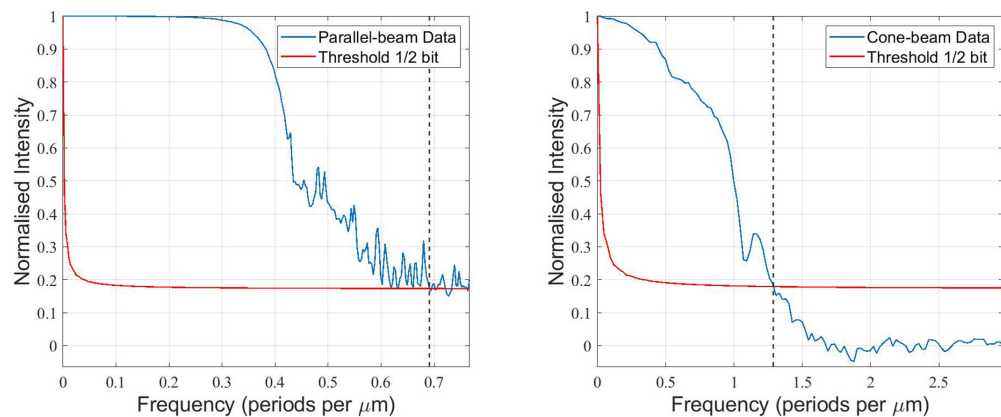 1
0.9
0.8
0.7
0.6
0.5
0.4
0.3
0.2
0.1
0
Normalised Intensity
Parallel-beam Data
Threshold 1/2 bit
0 0.1 0.2 0.3 0.4 0.5 0.6 0.7
Frequency (periods per μm)
1
0.9
0.8
0.7
0.6
0.5
0.4
0.3
0.2
0.1
0
Normalised Intensity
Cone-beam Data
Threshold 1/2 bit
0 0.5 1 1.5 2 2.5
Frequency (periods per μm)